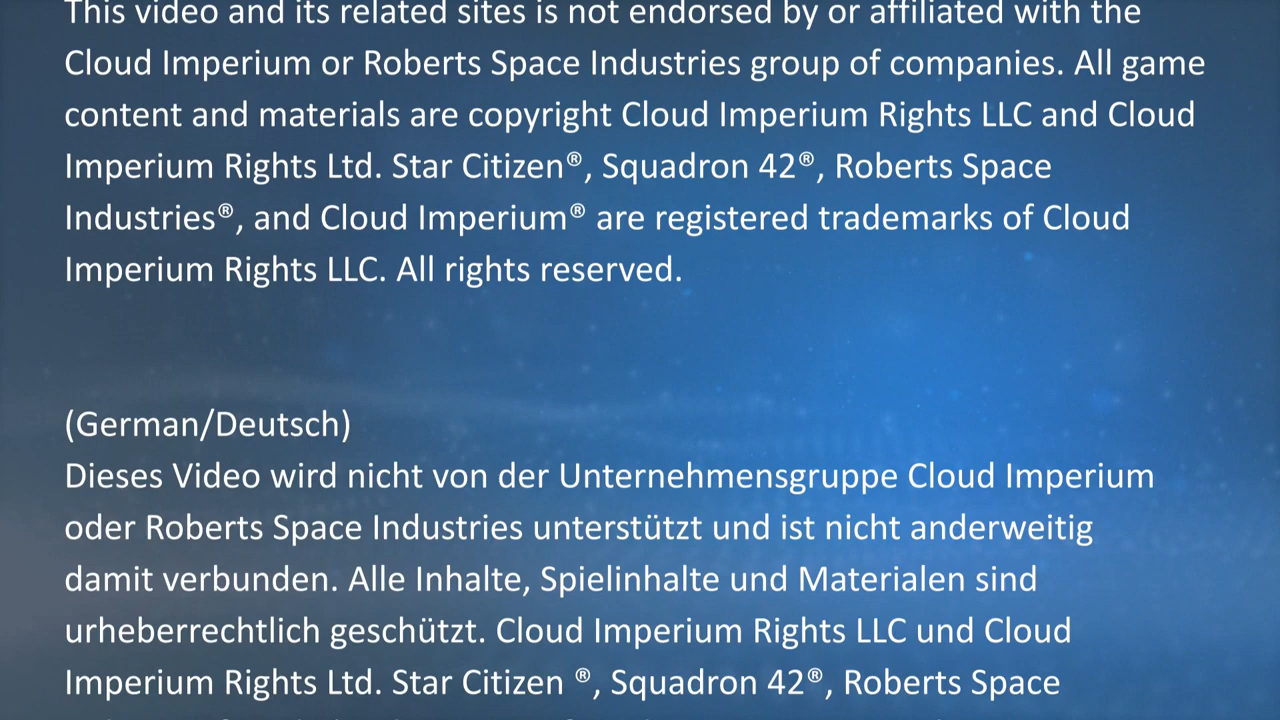 This video and its related sites is not endorsed by or affiliated with the
Cloud Imperium or Roberts Space Industries group of companies. All game
content and materials are copyright Cloud Imperium Rights LLC and Cloud
Imperium Rights Ltd. Star Citizen®, Squadron 42®, Roberts Space
Industries®, and Cloud Imperium® are registered trademarks of Cloud
Imperium Rights LLC. All rights reserved.
(German/Deutsch)
Dieses Video wird nicht von der Unternehmensgruppe Cloud Imperium
oder Roberts Space Industries unterstützt und ist nicht anderweitig
damit verbunden. Alle Inhalte, Spielinhalte und Materialen sind
urheberrechtlich geschützt. Cloud Imperium Rights LLC und Cloud
Imperium Rights Ltd. Star Citizen ®, Squadron 42®, Roberts Space